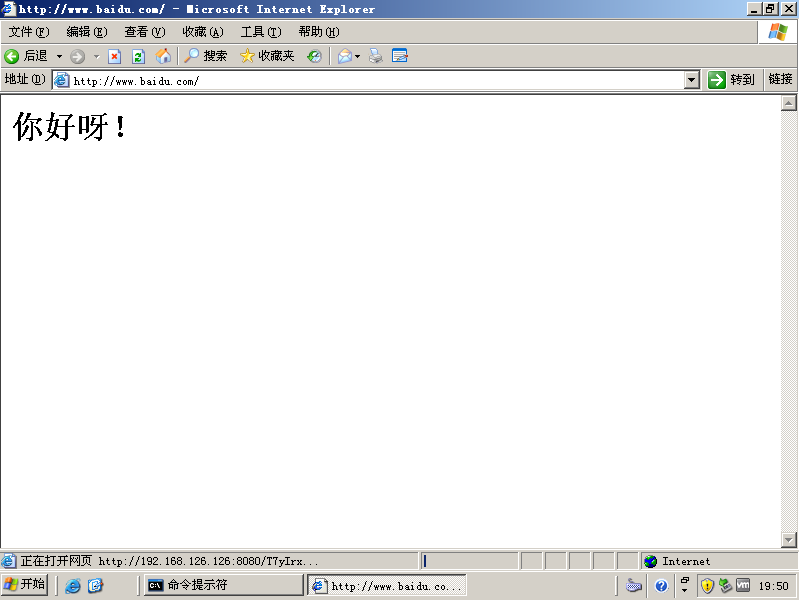 http://www.baidu.com/ - Microsoft Internet Explorer
文件(F) 编辑(E) 查看(V) 收藏(A) 工具(T) 帮助(H)
后退 搜索 收藏夹
地址(D) http://www.baidu.com/ 转到 链接
你好呀！
正在打开网页 http://192.168.126.126:8080/T7yIrx... Internet
开始 命令提示符 http://www.baidu.co... 19:50